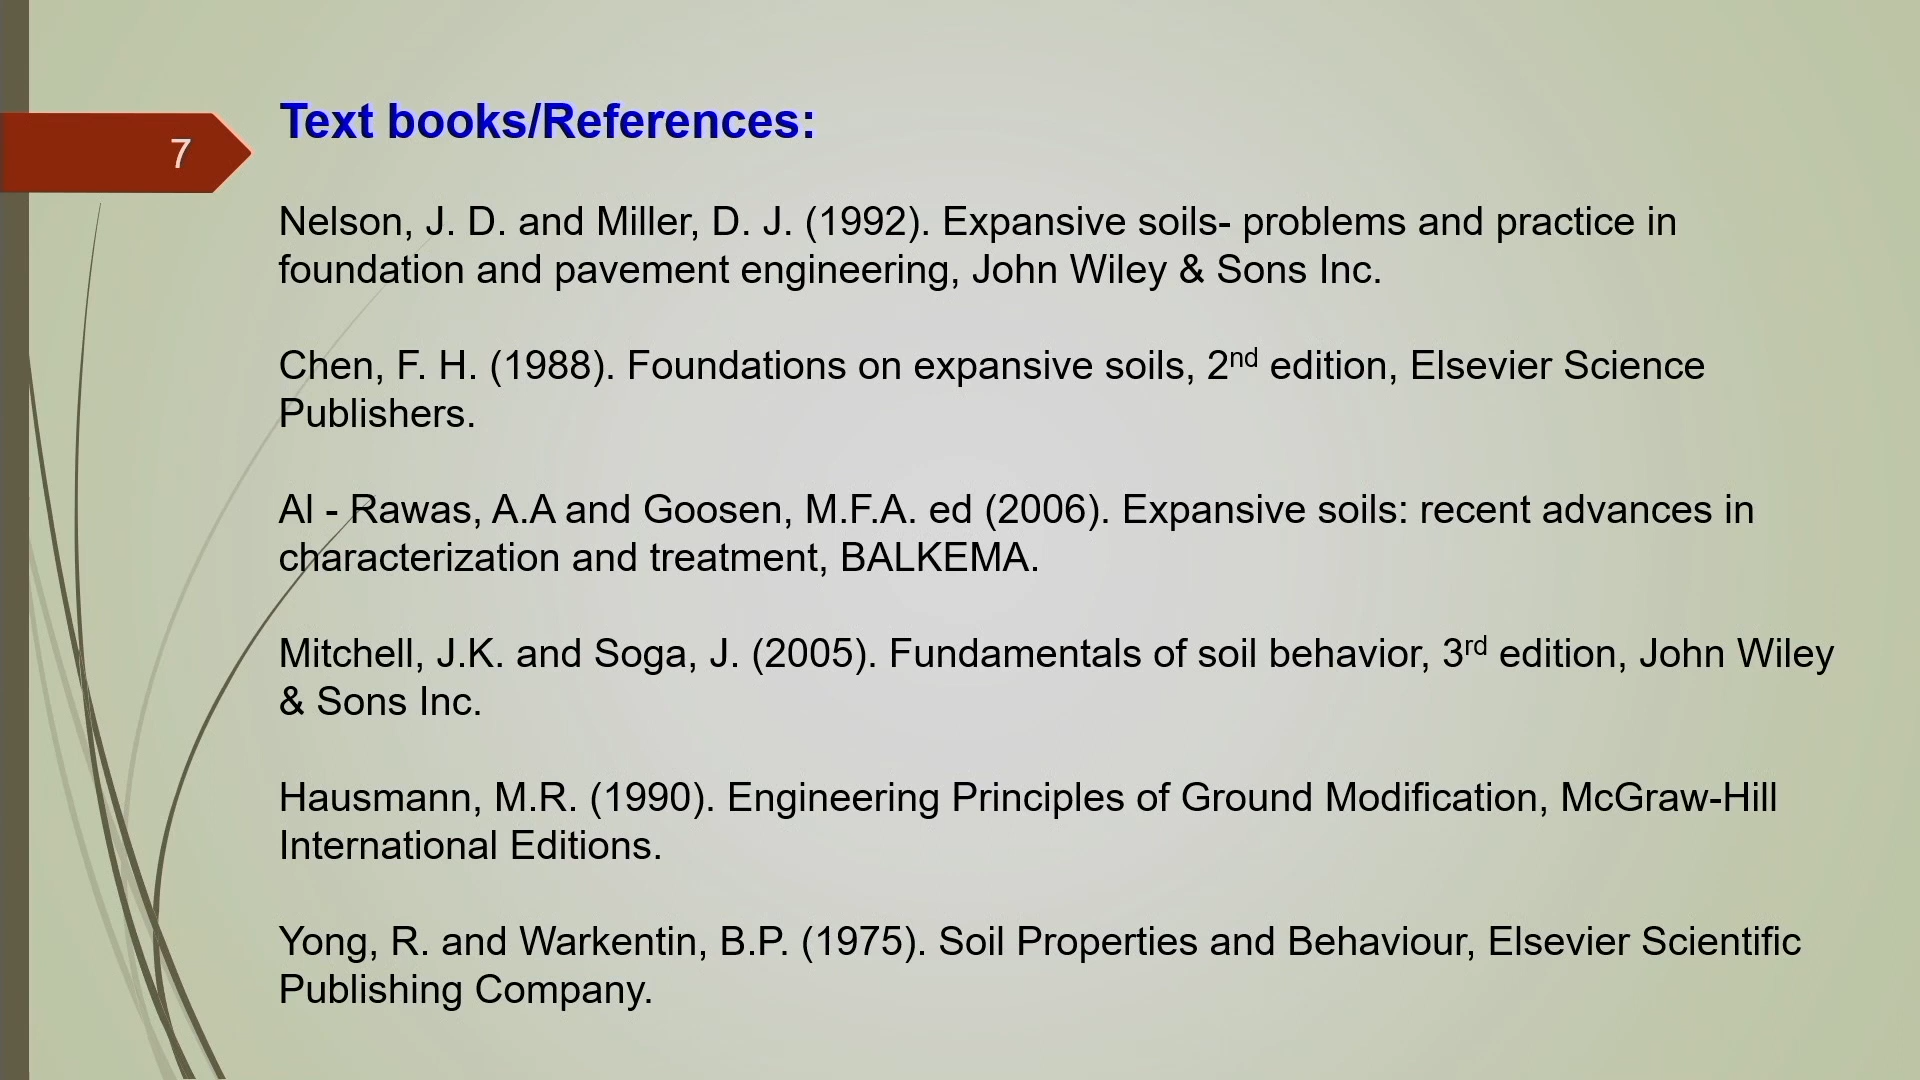 Text books/References:
7
Nelson, J. D. and Miller, D. J. (1992). Expansive soils- problems and practice in
foundation and pavement engineering, John Wiley & Sons Inc.
Chen, F. H. (1988). Foundations on expansive soils, 2nd edition, Elsevier Science
Publishers.
Al - Rawas, A.A and Goosen, M.F.A. ed (2006). Expansive soils: recent advances in
characterization and treatment, BALKEMA.
Mitchell, J.K. and Soga, J. (2005). Fundamentals of soil behavior, 3rd edition, John Wiley
& Sons Inc.
Hausmann, M.R. (1990). Engineering Principles of Ground Modification, McGraw-Hill
International Editions.
Yong, R. and Warkentin, B.P. (1975). Soil Properties and Behaviour, Elsevier Scientific
Publishing Company.